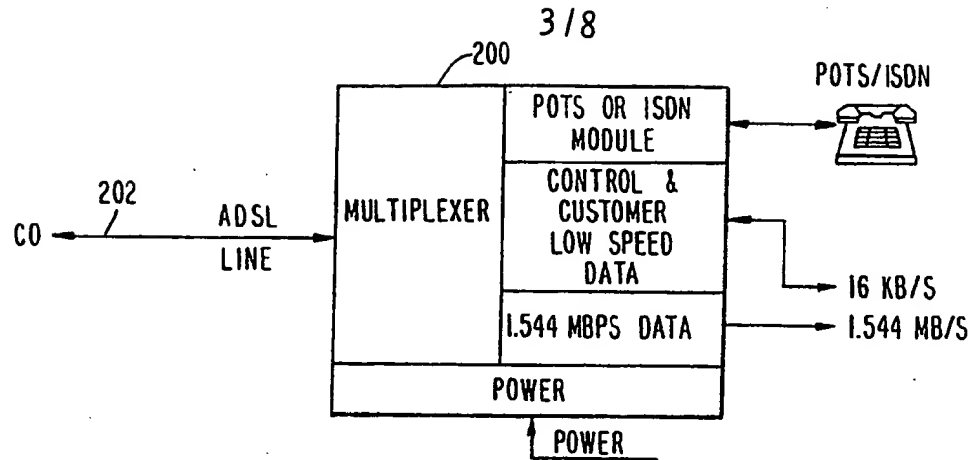 3/8
200
POTS/ISDN
POTS OR ISDN
MODULE
202
CO
ADSL
LINE
MULTIPLEXER
CONTROL &
CUSTOMER
LOW SPEED
DATA
16 KB/S
1.544 MBPS DATA
1.544 MB/S
POWER
POWER